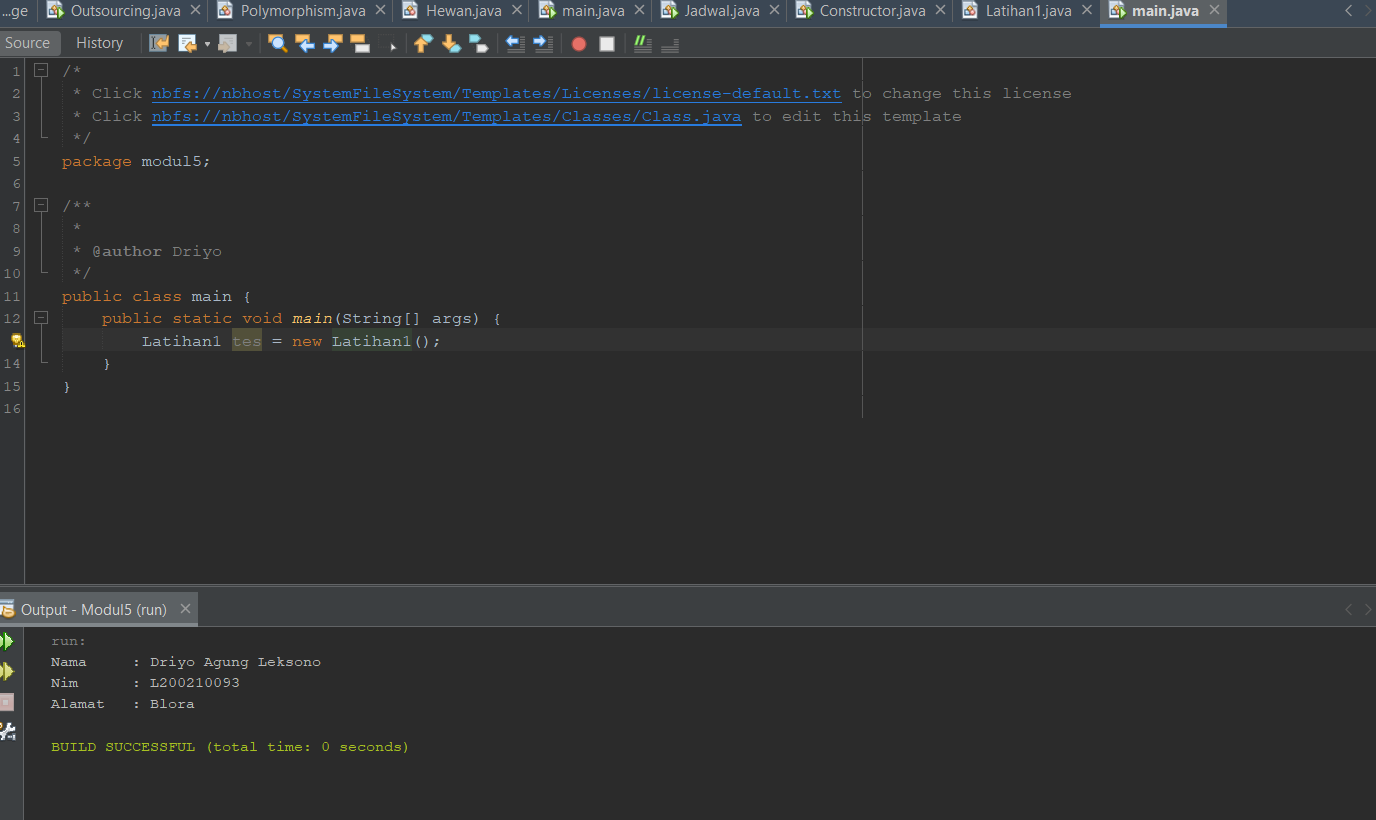 ...ge Outsourcing.java Polymorphism.java Hewan.java main.java Jadwal.java Constructor.java Latihan1.java main.java
Source History
1 /*
2 * Click nbfs://nbhost/SystemFileSystem/Templates/Licenses/license-default.txt to change this license
3 * Click nbfs://nbhost/SystemFileSystem/Templates/Classes/Class.java to edit this template
4 */
5 package modul5;
6
7 /**
8 *
9 * @author Driyo
10 */
11 public class main {
12 public static void main(String[] args) {
Latihan1 tes = new Latihan1();
14 }
15 }
16
Output - Modul5 (run)
run:
Nama : Driyo Agung Leksono
Nim : L200210093
Alamat : Blora
BUILD SUCCESSFUL (total time: 0 seconds)